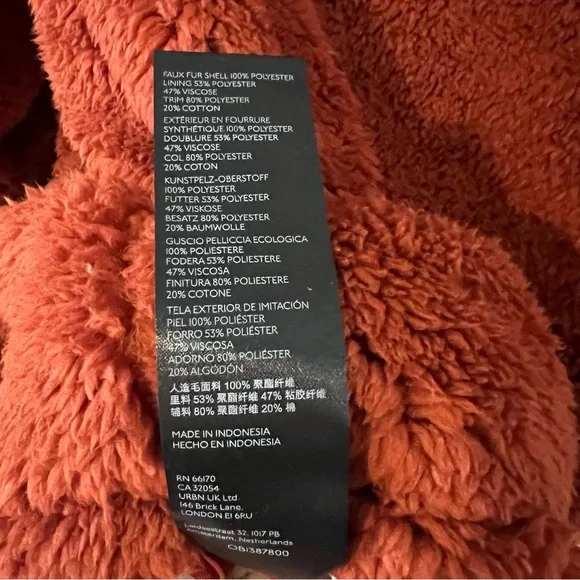 FAUX FUR SHELL 100% POLYESTER
LINING 53% POLYESTER
47% VISCOSE
TRIM 80% POLYESTER
20% COTTON
EXTÉRIEUR EN FOURRURE
SYNTHÉTIQUE 100% POLYESTER
DOUBLURE 53% POLYESTER
47% VISCOSE
COL 80% POLYESTER
20% COTON
KUNSTPELZ-OBERSTOFF
100% POLYESTER
FUTTER 53% POLYESTER
47% VISKOSE
BESATZ 80% POLYESTER
20% BAUMWOLLE
GUSCIO PELLICCIA ECOLOGICA
100% POLIESTERE
FODERA 53% POLIESTERE
47% VISCOSA
FINITURA 80% POLIESTERE
20% COTONE
TELA EXTERIOR DE IMITACIÓN
PIEL 100% POLIÉSTER
FORRO 53% POLIÉSTER
47% VISCOSA
ADORNO 80% POLIÉSTER
20% ALGODÓN
人造毛面料 100% 聚酯纤维
里料 53% 聚酯纤维 47% 粘胶纤维
辅料 80% 聚酯纤维 20% 棉
MADE IN INDONESIA
HECHO EN INDONESIA
RN 66170
CA 32054
URBN UK Ltd.
146 Brick Lane,
LONDON E1 6RU
Leidsestraat 32, 1017 PB
Amsterdam, Netherlands
OB1387800